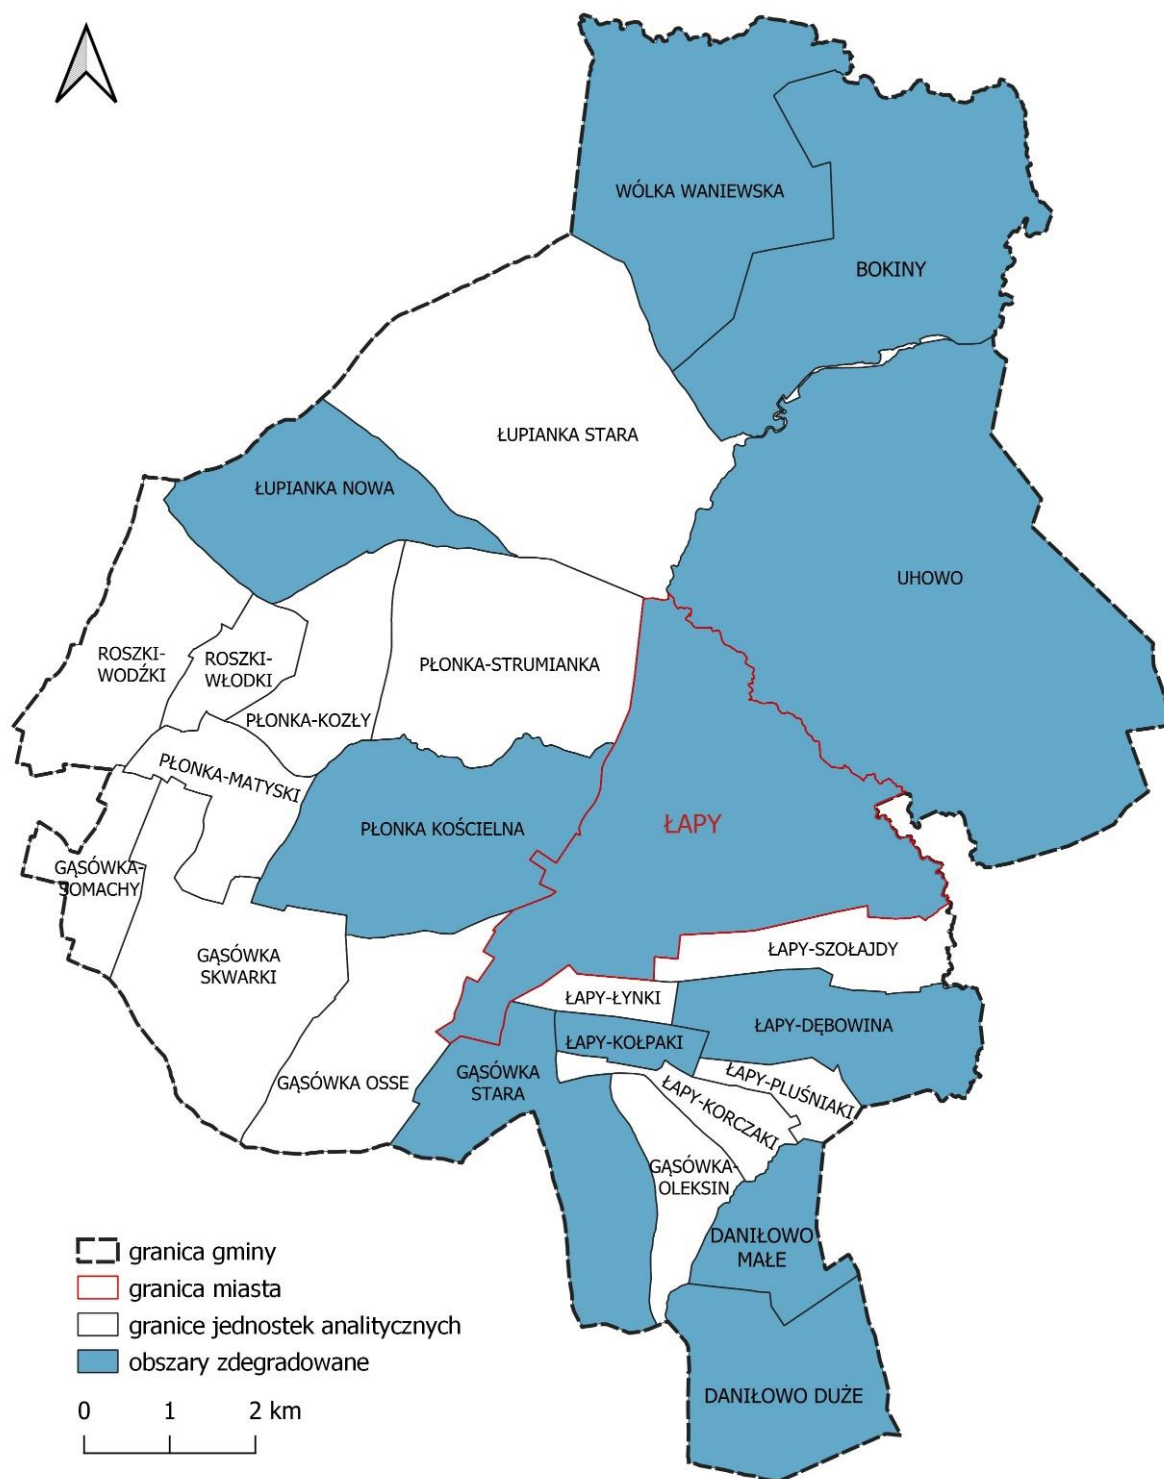 WÓLKA WANIEWSKA
BOKINY
ŁUPIANKA STARA
ŁUPIANKA NOWA
UHOWO
ROSZKI-
WODŹKI
ROSZKI-
WŁODKI
PŁONKA-STRUMIANKA
PŁONKA-KOZŁY
PŁONKA-MATYSKI
PŁONKA KOŚCIELNA
ŁAPY
GĄSÓWKA-
SOMACHY
GĄSÓWKA
SKWARKI
ŁAPY-SZOŁAJDY
ŁAPY-ŁYNKI
ŁAPY-DĘBOWINA
ŁAPY-KOŁPAKI
GĄSÓWKA OSSE
GĄSÓWKA
STARA
ŁAPY-PLUŚNIAKI
ŁAPY-KORCZAKI
GĄSÓWKA-
OLEKSIN
DANIŁOWO
MAŁE
DANIŁOWO DUŻE
granica gminy
granica miasta
granice jednostek analitycznych
obszary zdegradowane
0 1 2 km